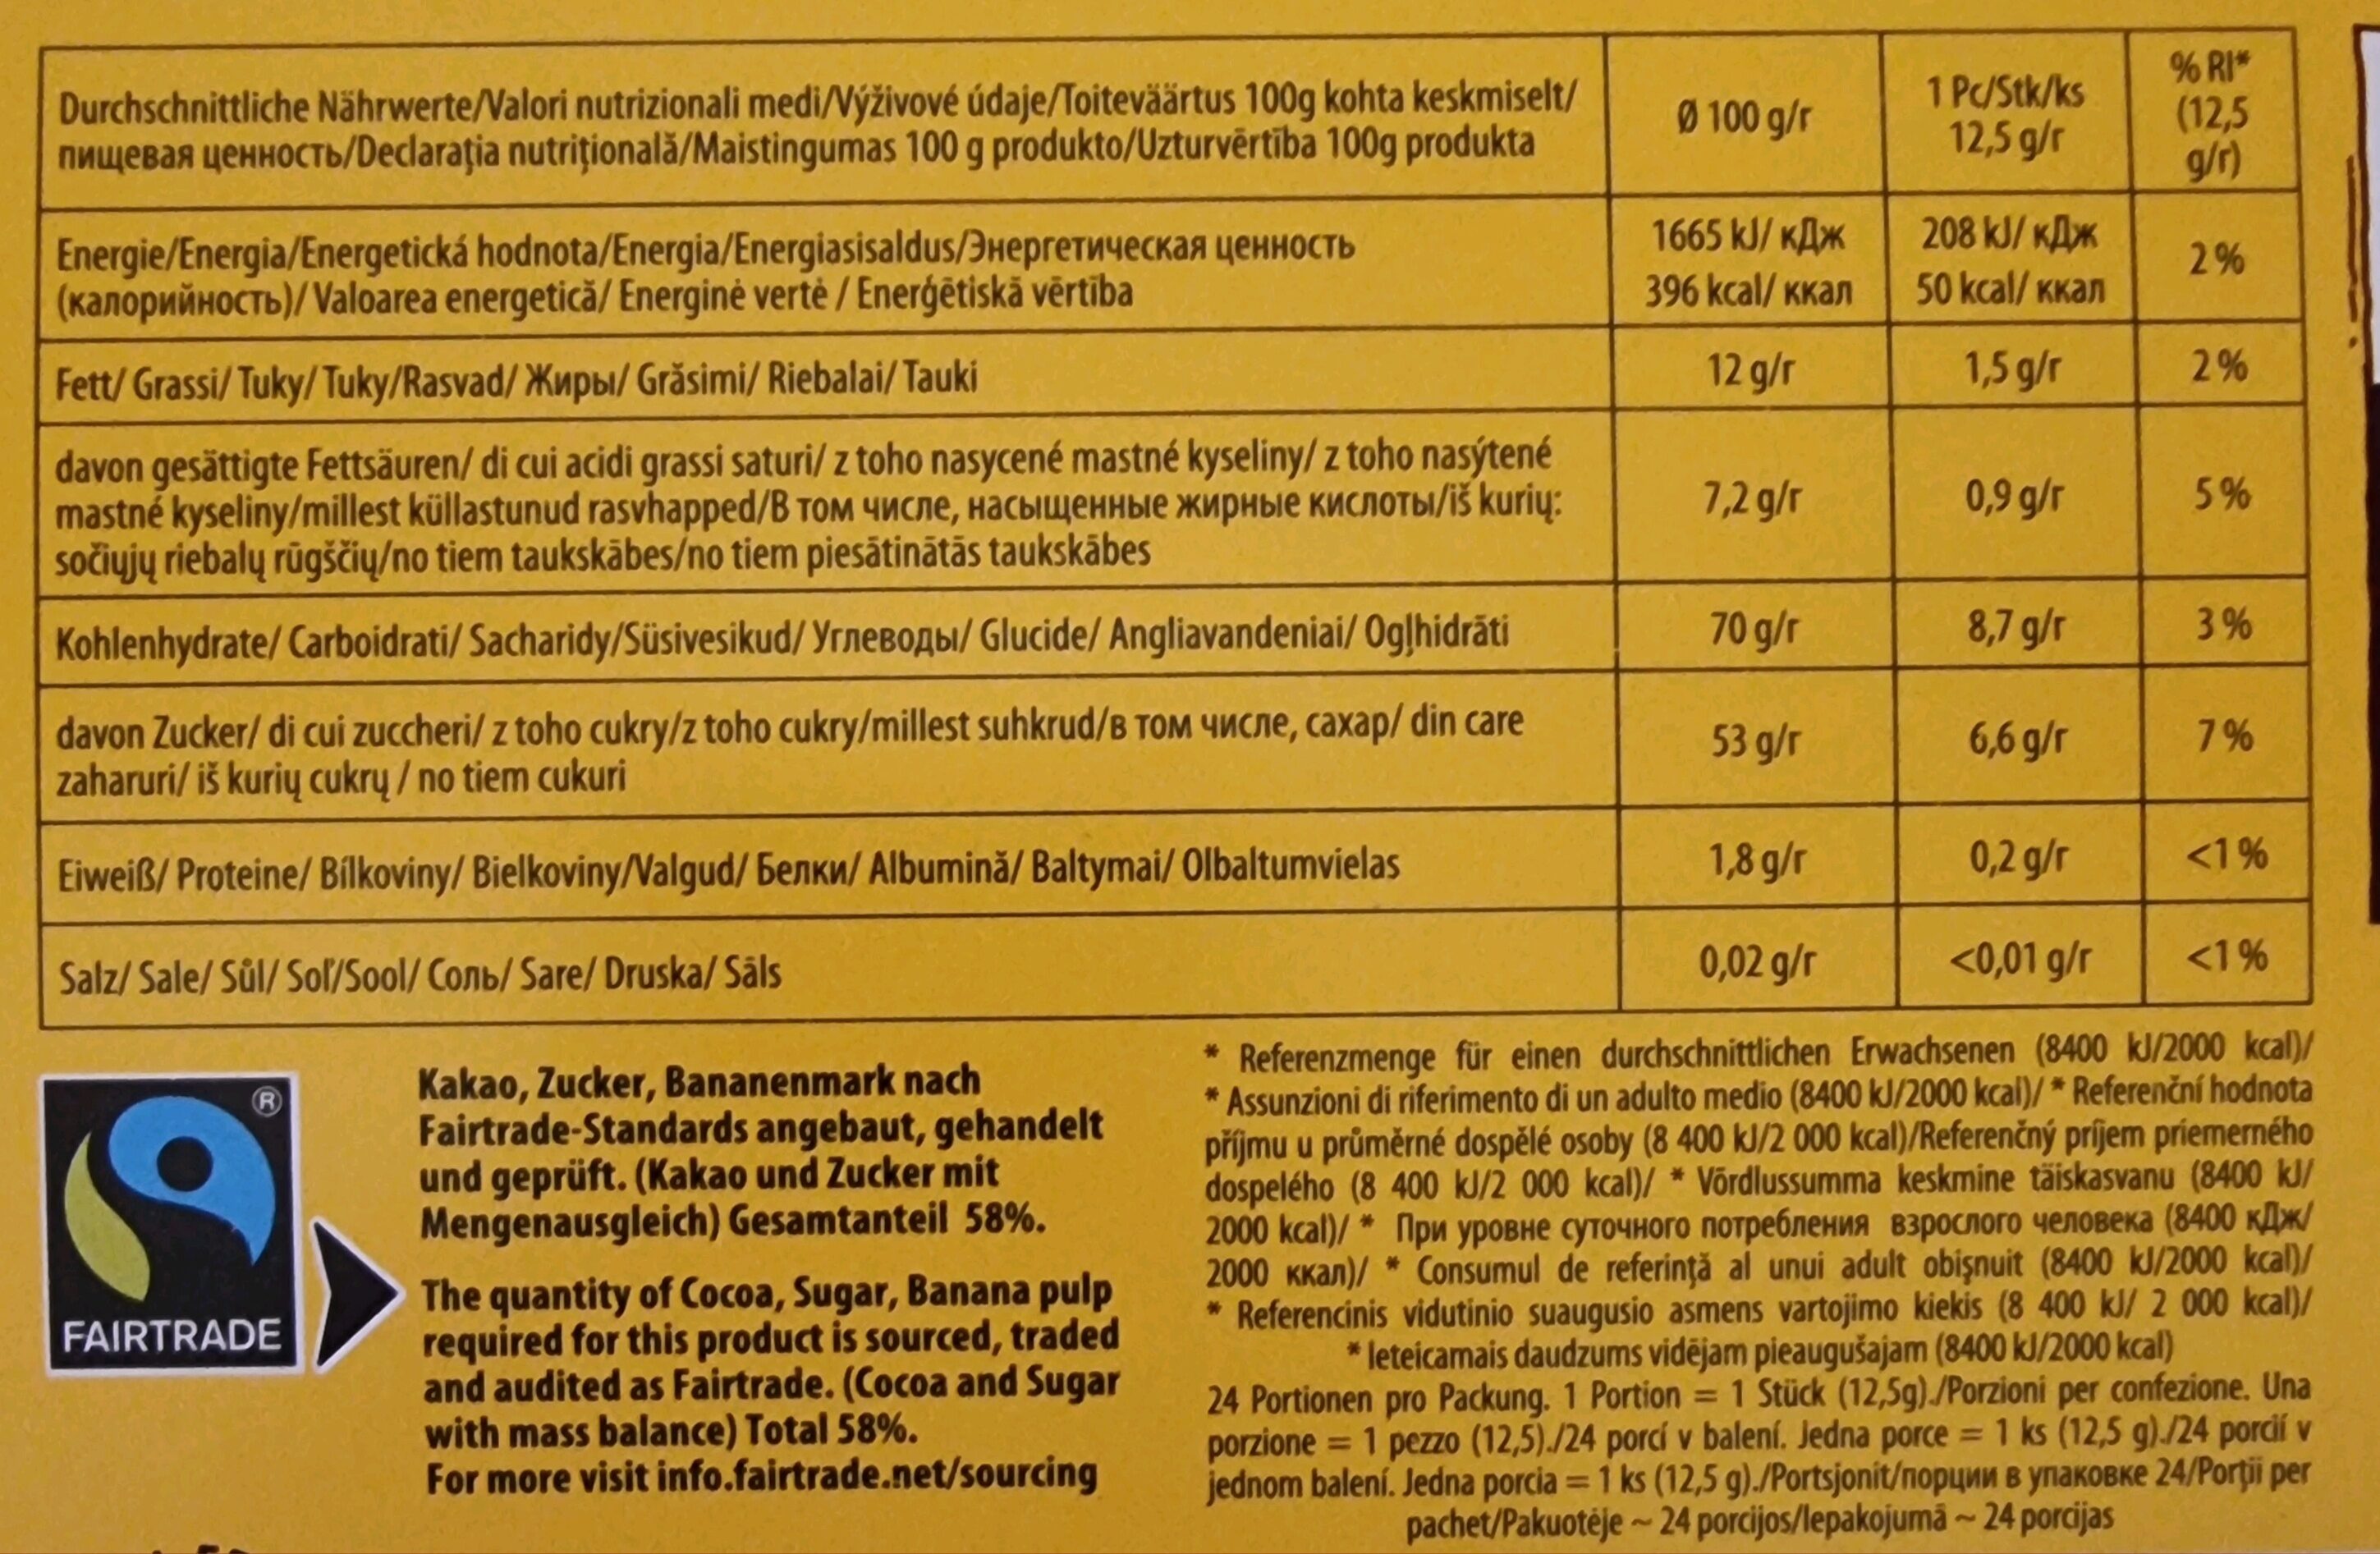 Durchschnittliche Nährwerte/Valori nutrizionali medi/Výživové údaje/Toiteväärtus 100g kohta keskmiselt/
пищевая ценность/Declaraţia nutriţională/Maistingumas 100 g produkto/Uzturvērtība 100g produkta
Ø 100 g/г
1 Pc/Stk/ks
12,5 g/г
% RI*
(12,5
g/г)
Energie/Energia/Energetická hodnota/Energia/Energiasisaldus/Энергетическая ценность
(калорийность)/ Valoarea energetică/ Energinė vertė / Enerģētiskā vērtība
1665 kJ/ кДж
396 kcal/ ккал
208 kJ/ кДж
50 kcal/ ккал
2 %
Fett/ Grassi/ Tuky/ Tuky/Rasvad/ Жиры/ Grăsimi/ Riebalai/ Tauki
12 g/г
1,5 g/г
2 %
davon gesättigte Fettsäuren/ di cui acidi grassi saturi/ z toho nasycené mastné kyseliny/ z toho nasýtené
mastné kyseliny/millest küllastunud rasvhapped/В том числе, насыщенные жирные кислоты/iš kurių:
sočiųjų riebalų rūgščių/no tiem taukskābes/no tiem piesātinātās taukskābes
7,2 g/г
0,9 g/г
5 %
Kohlenhydrate/ Carboidrati/ Sacharidy/Süsivesikud/ Углеводы/ Glucide/ Angliavandeniai/ Ogļhidrāti
70 g/г
8,7 g/г
3 %
davon Zucker/ di cui zuccheri/ z toho cukry/z toho cukry/millest suhkrud/в том числе, сахар/ din care
zaharuri/ iš kurių cukrų / no tiem cukuri
53 g/г
6,6 g/г
7 %
Eiweiß/ Proteine/ Bílkoviny/ Bielkoviny/Valgud/ Белки/ Albumină/ Baltymai/ Olbaltumvielas
1,8 g/г
0,2 g/г
<1 %
Salz/ Sale/ Sůl/ Soľ/Sool/ Соль/ Sare/ Druska/ Sāls
0,02 g/г
<0,01 g/г
<1 %
®
FAIRTRADE
Kakao, Zucker, Bananenmark nach
Fairtrade-Standards angebaut, gehandelt
und geprüft. (Kakao und Zucker mit
Mengenausgleich) Gesamtanteil 58%.
The quantity of Cocoa, Sugar, Banana pulp
required for this product is sourced, traded
and audited as Fairtrade. (Cocoa and Sugar
with mass balance) Total 58%.
For more visit info.fairtrade.net/sourcing
* Referenzmenge für einen durchschnittlichen Erwachsenen (8400 kJ/2000 kcal)/
* Assunzioni di riferimento di un adulto medio (8400 kJ/2000 kcal)/ * Referenční hodnota
příjmu u průměrné dospělé osoby (8 400 kJ/2 000 kcal)/Referenčný príjem priemerného
dospelého (8 400 kJ/2 000 kcal)/ * Võrdlussumma keskmine täiskasvanu (8400 kJ/
2000 kcal)/ * При уровне суточного потребления взрослого человека (8400 кДж/
2000 ккал)/ * Consumul de referinţă al unui adult obişnuit (8400 kJ/2000 kcal)/
* Referencinis vidutinio suaugusio asmens vartojimo kiekis (8 400 kJ/ 2 000 kcal)/
* Ieteicamais daudzums vidējam pieaugušajam (8400 kJ/2000 kcal)
24 Portionen pro Packung. 1 Portion = 1 Stück (12,5g)./Porzioni per confezione. Una
porzione = 1 pezzo (12,5)./24 porcí v balení. Jedna porce = 1 ks (12,5 g)./24 porcií v
jednom balení. Jedna porcia = 1 ks (12,5 g)./Portsjonit/порции в упаковке 24/Porţii per
pachet/Pakuotėje ~ 24 porcijos/Iepakojumā ~ 24 porcijas